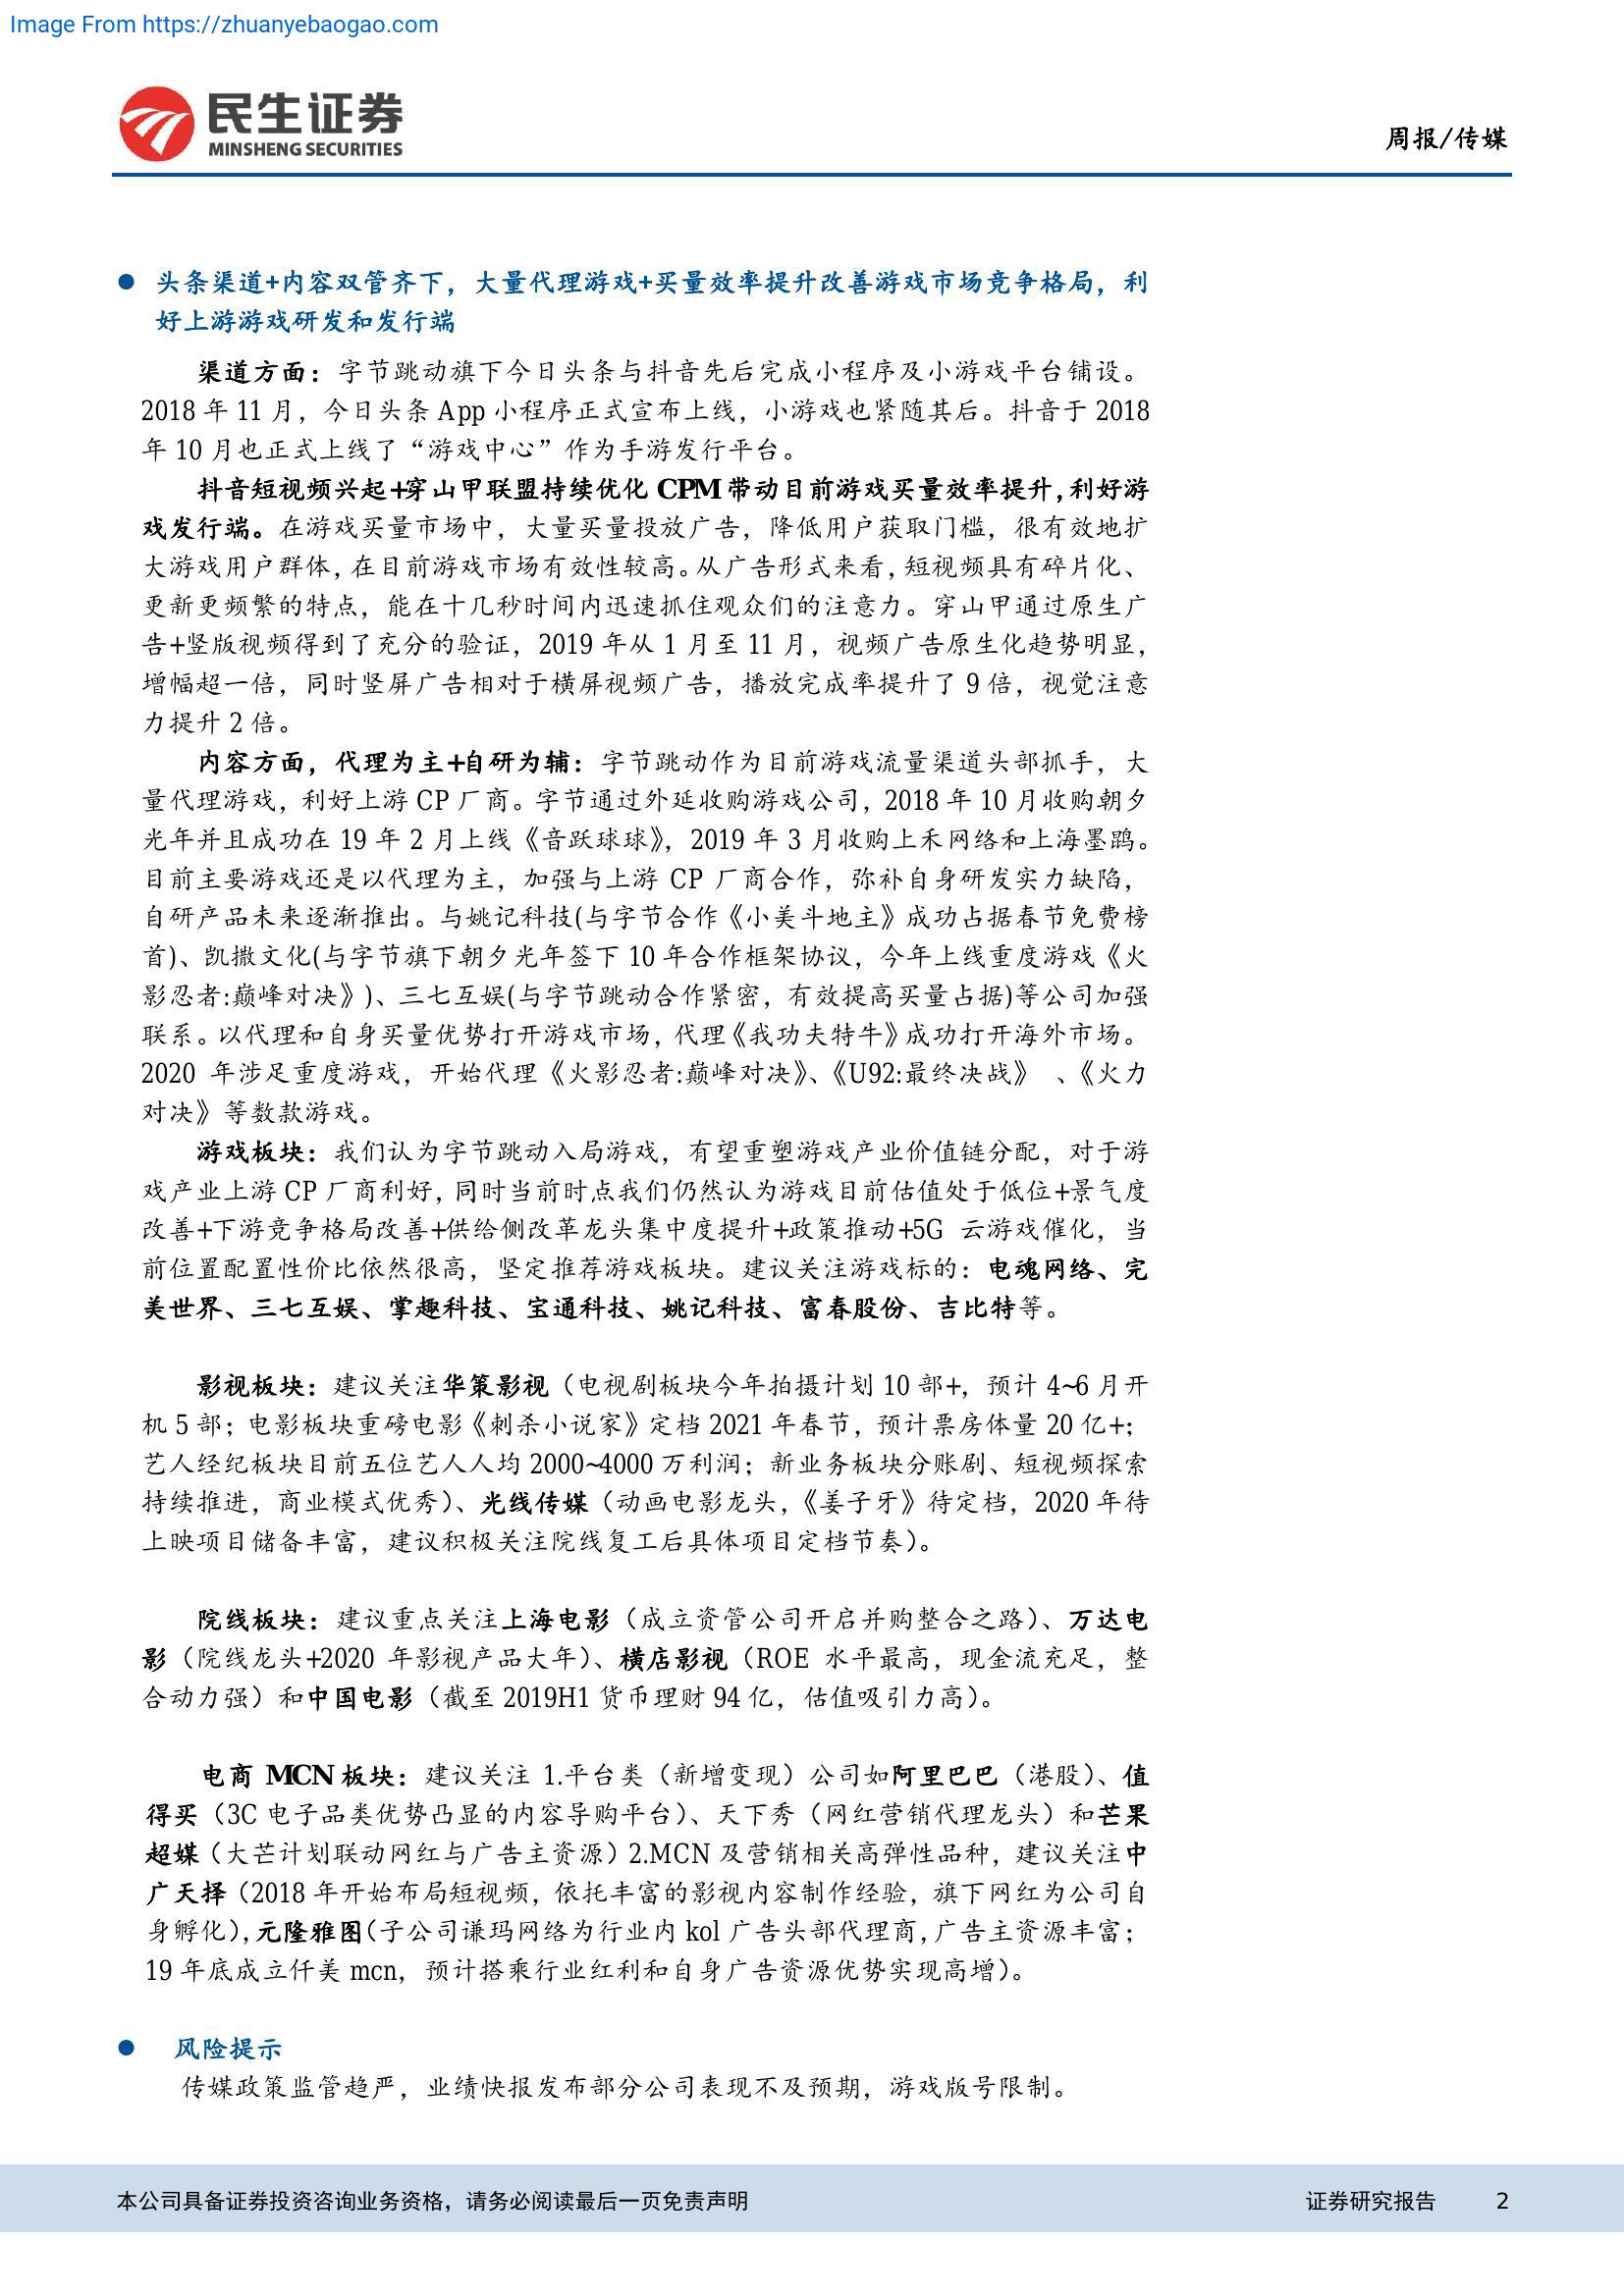 Image From https://zhuanyebaogao.com
民生证券
MINSHENG SECURITIES
周报/传媒
● 头条渠道+内容双管齐下，大量代理游戏+买量效率提升改善游戏市场竞争格局，利
好上游游戏研发和发行端
渠道方面：字节跳动旗下今日头条与抖音先后完成小程序及小游戏平台铺设。
2018 年 11 月，今日头条 App 小程序正式宣布上线，小游戏也紧随其后。抖音于 2018
年 10 月也正式上线了“游戏中心”作为手游发行平台。
抖音短视频兴起+穿山甲联盟持续优化 CPM 带动目前游戏买量效率提升，利好游
戏发行端。在游戏买量市场中，大量买量投放广告，降低用户获取门槛，很有效地扩
大游戏用户群体，在目前游戏市场有效性较高。从广告形式来看，短视频具有碎片化、
更新更频繁的特点，能在十几秒时间内迅速抓住观众们的注意力。穿山甲通过原生广
告+竖版视频得到了充分的验证，2019 年从 1 月至 11 月，视频广告原生化趋势明显，
增幅超一倍，同时竖屏广告相对于横屏视频广告，播放完成率提升了 9 倍，视觉注意
力提升 2 倍。
内容方面，代理为主+自研为辅：字节跳动作为目前游戏流量渠道头部抓手，大
量代理游戏，利好上游 CP 厂商。字节通过外延收购游戏公司，2018 年 10 月收购朝夕
光年并且成功在 19 年 2 月上线《音跃球球》，2019 年 3 月收购上禾网络和上海墨鹍。
目前主要游戏还是以代理为主，加强与上游 CP 厂商合作，弥补自身研发实力缺陷，
自研产品未来逐渐推出。与姚记科技(与字节合作《小美斗地主》成功占据春节免费榜
首)、凯撒文化(与字节旗下朝夕光年签下 10 年合作框架协议，今年上线重度游戏《火
影忍者:巅峰对决》)、三七互娱(与字节跳动合作紧密，有效提高买量占据)等公司加强
联系。以代理和自身买量优势打开游戏市场，代理《我功夫特牛》成功打开海外市场。
2020 年涉足重度游戏，开始代理《火影忍者:巅峰对决》、《U92:最终决战》 、《火力
对决》等数款游戏。
游戏板块：我们认为字节跳动入局游戏，有望重塑游戏产业价值链分配，对于游
戏产业上游 CP 厂商利好，同时当前时点我们仍然认为游戏目前估值处于低位+景气度
改善+下游竞争格局改善+供给侧改革龙头集中度提升+政策推动+5G 云游戏催化，当
前位置配置性价比依然很高，坚定推荐游戏板块。建议关注游戏标的：电魂网络、完
美世界、三七互娱、掌趣科技、宝通科技、姚记科技、富春股份、吉比特等。
影视板块：建议关注华策影视（电视剧板块今年拍摄计划 10 部+，预计 4~6 月开
机 5 部；电影板块重磅电影《刺杀小说家》定档 2021 年春节，预计票房体量 20 亿+；
艺人经纪板块目前五位艺人人均 2000~4000 万利润；新业务板块分账剧、短视频探索
持续推进，商业模式优秀）、光线传媒（动画电影龙头，《姜子牙》待定档，2020 年待
上映项目储备丰富，建议积极关注院线复工后具体项目定档节奏）。
院线板块：建议重点关注上海电影（成立资管公司开启并购整合之路）、万达电
影（院线龙头+2020 年影视产品大年）、横店影视（ROE 水平最高，现金流充足，整
合动力强）和中国电影（截至 2019H1 货币理财 94 亿，估值吸引力高）。
电商 MCN 板块：建议关注 1.平台类（新增变现）公司如阿里巴巴（港股）、值
得买（3C 电子品类优势凸显的内容导购平台）、天下秀（网红营销代理龙头）和芒果
超媒（大芒计划联动网红与广告主资源）2.MCN 及营销相关高弹性品种，建议关注中
广天择（2018 年开始布局短视频，依托丰富的影视内容制作经验，旗下网红为公司自
身孵化），元隆雅图（子公司谦玛网络为行业内 kol 广告头部代理商，广告主资源丰富；
19 年底成立仟美 mcn，预计搭乘行业红利和自身广告资源优势实现高增）。
● 风险提示
传媒政策监管趋严，业绩快报发布部分公司表现不及预期，游戏版号限制。
本公司具备证券投资咨询业务资格，请务必阅读最后一页免责声明
证券研究报告 2